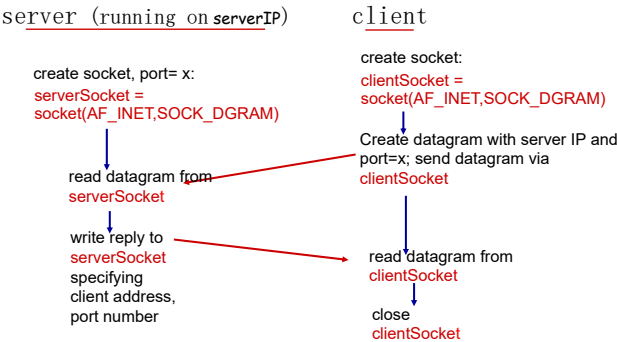 server (running on serverIP)
create socket, port= x:
serverSocket =
socket(AF_INET,SOCK_DGRAM)
read datagram from
serverSocket
write reply to
serverSocket
specifying
client address,
port number
client
create socket:
clientSocket =
socket(AF_INET,SOCK_DGRAM)
Create datagram with server IP and
port=x; send datagram via
clientSocket
read datagram from
clientSocket
close
clientSocket